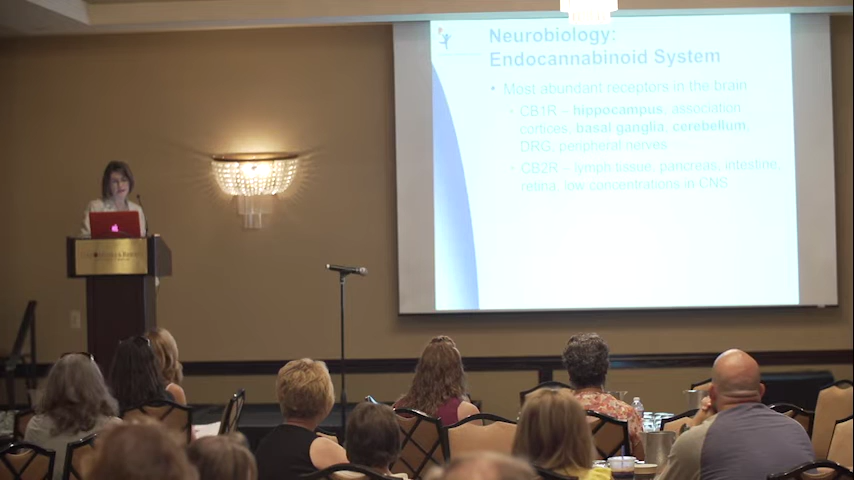 Neurobiology:
Endocannabinoid System
• Most abundant receptors in the brain
• CB1R – hippocampus, association
cortices, basal ganglia, cerebellum,
DRG, peripheral nerves
• CB2R – lymph tissue, pancreas, intestine,
retina, low concentrations in CNS